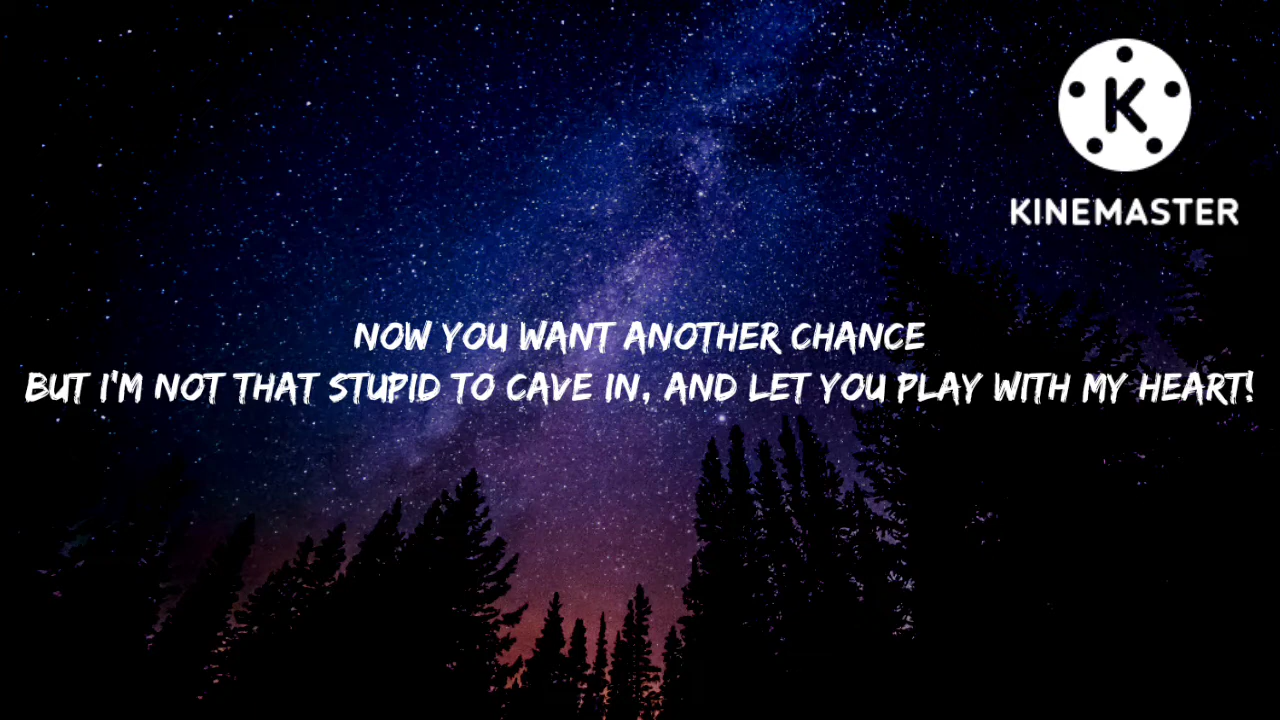 K
KINEMASTER
NOW YOU WANT ANOTHER CHANCE
BUT I'M NOT THAT STUPID TO CAVE IN, AND LET YOU PLAY WITH MY HEART!